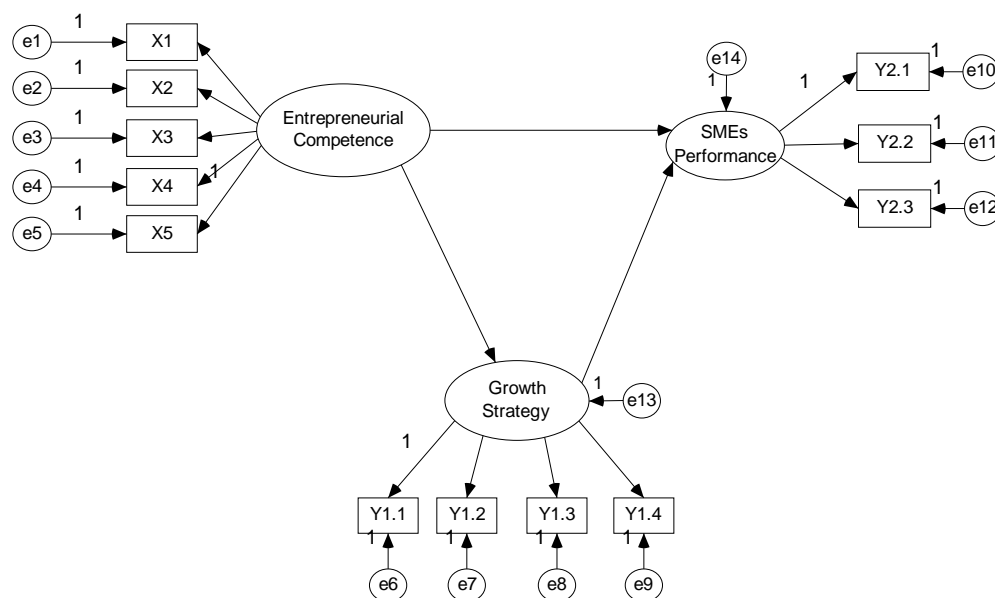 e1
1
X1
e2
1
X2
e3
1
X3
e4
1
X4
e5
1
X5
1
Entrepreneurial
Competence
e14
1
SMEs
Performance
1
Y2.1
1
e10
Y2.2
1
e11
Y2.3
1
e12
Growth
Strategy
1
e13
1
Y1.1
Y1.2
Y1.3
Y1.4
1
1
1
1
e6
e7
e8
e9